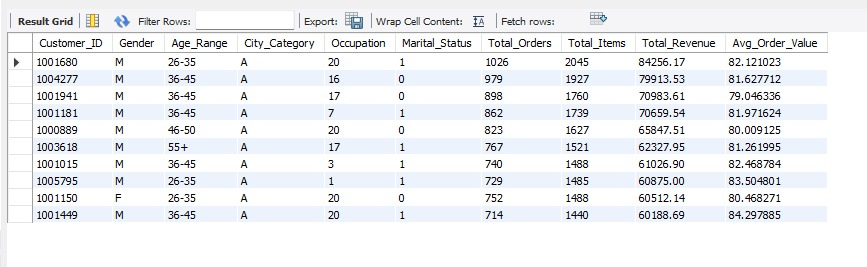 Result Grid Filter Rows: Export: Wrap Cell Content: Fetch rows:
Customer_ID Gender Age_Range City_Category Occupation Marital_Status Total_Orders Total_Items Total_Revenue Avg_Order_Value
1001680 M 26-35 A 20 1 1026 2045 84256.17 82.121023
1004277 M 36-45 A 16 0 979 1927 79913.53 81.627712
1001941 M 36-45 A 17 0 898 1760 70983.61 79.046336
1001181 M 36-45 A 7 1 862 1739 70659.54 81.971624
1000889 M 46-50 A 20 0 823 1627 65847.51 80.009125
1003618 M 55+ A 17 1 767 1521 62327.95 81.261995
1001015 M 36-45 A 3 1 740 1488 61026.90 82.468784
1005795 M 26-35 A 1 1 729 1485 60875.00 83.504801
1001150 F 26-35 A 20 0 752 1488 60512.14 80.468271
1001449 M 36-45 A 20 1 714 1440 60188.69 84.297885